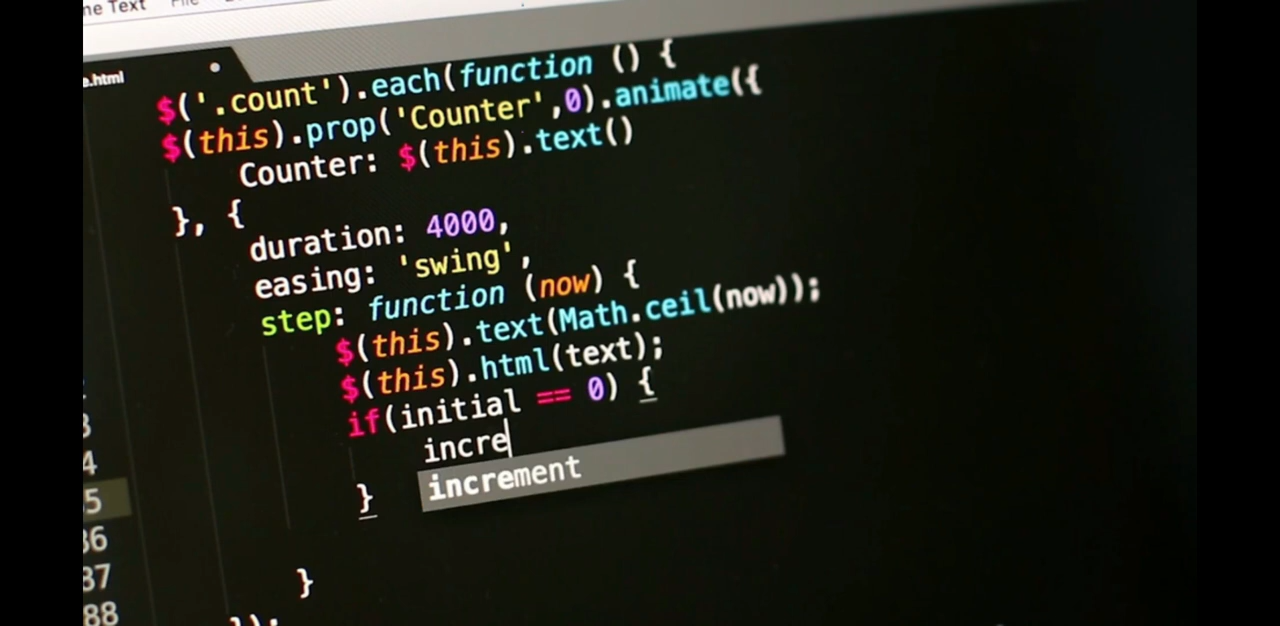 Text File
e.html
$('.count').each(function () {
$(this).prop('Counter',0).animate({
Counter: $(this).text()
}, {
duration: 4000,
easing: 'swing',
step: function (now) {
$(this).text(Math.ceil(now));
$(this).html(text);
if(initial == 0) {
incre
increment
}
}
});
3
4
5
36
37
88